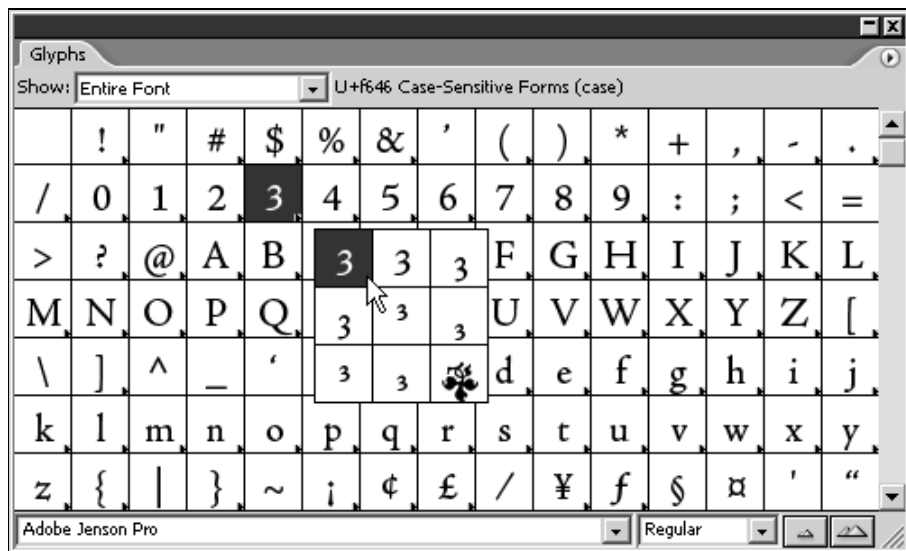 Glyphs
Show: Entire Font U+f646 Case-Sensitive Forms (case)
! " # $ % & ’ ( ) * + , - .
/ 0 1 2 3 4 5 6 7 8 9 : ; < =
> ? @ A B 3 3 3 F G H I J K L
M N O P Q 3 3 3 U V W X Y Z [
\ ] ^ _ ‘ 3 3 d e f g h i j
k l m n o p q r s t u v w x y
z { | } ~ ¡ ¢ £ ⁄ ¥ ƒ § ¤ ' “
Adobe Jenson Pro Regular